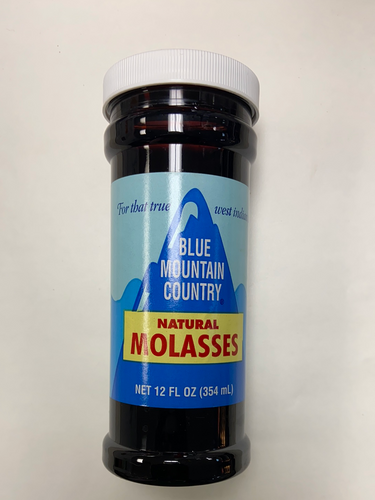 For that true west indian
BLUE
MOUNTAIN
COUNTRY
NATURAL
MOLASSES
NET 12 FL OZ (354 mL)